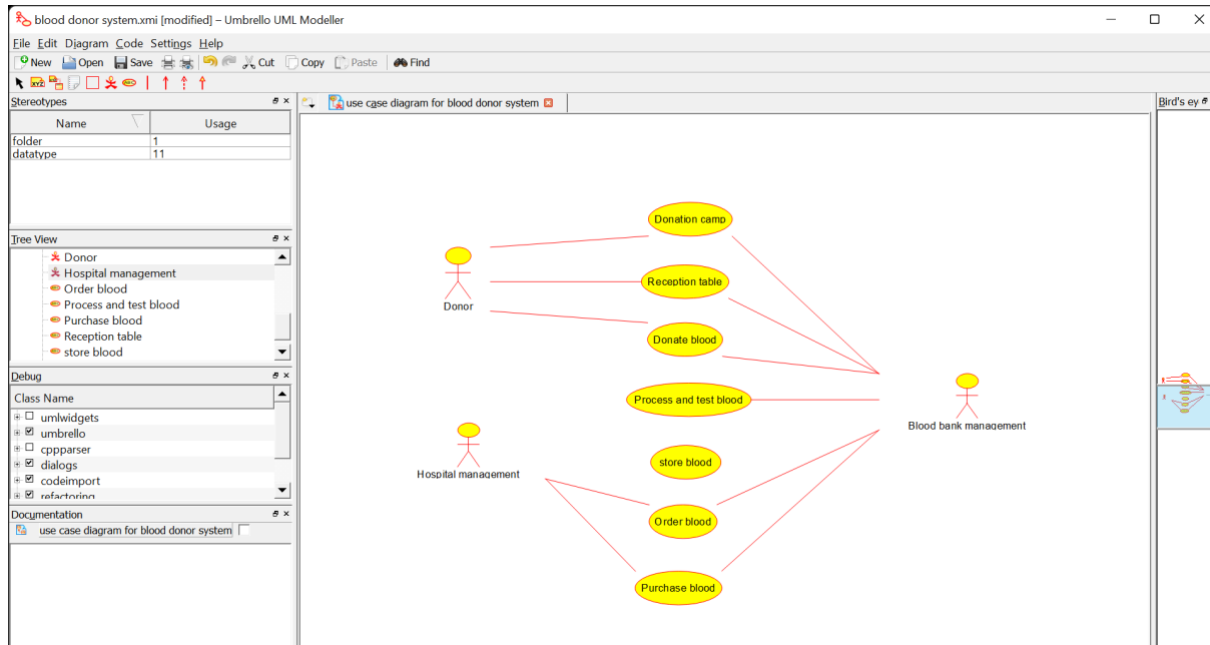 blood donor system.xmi [modified] – Umbrello UML Modeller
File Edit Diagram Code Settings Help
New Open Save Cut Copy Paste Find
XYZ
Stereotypes
Name Usage
folder 1
datatype 11
Tree View
Donor
Hospital management
Order blood
Process and test blood
Purchase blood
Reception table
store blood
Debug
Class Name
umlwidgets
umbrello
cppparser
dialogs
codeimport
refactoring
Documentation
use case diagram for blood donor system
use case diagram for blood donor system
Donation camp
Reception table
Donor
Donate blood
Process and test blood
Blood bank management
store blood
Hospital management
Order blood
Purchase blood
Bird's ey